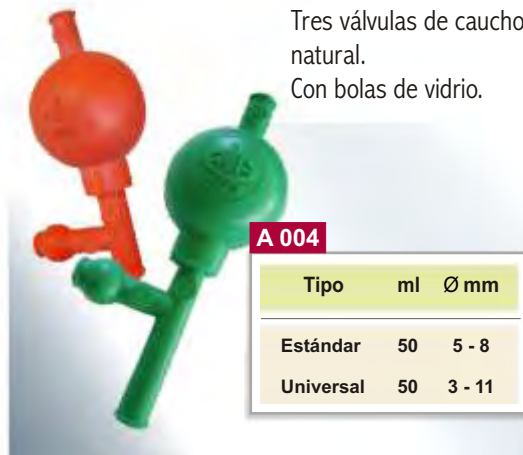 Tres válvulas de caucho
natural.
Con bolas de vidrio.
A 004
Tipo ml Ø mm
Estándar 50 5 - 8
Universal 50 3 - 11